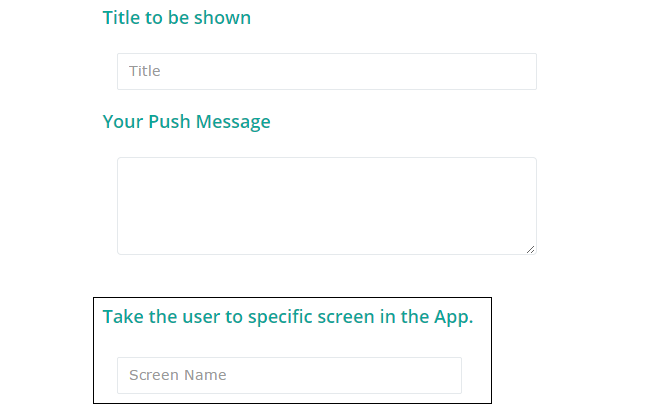 Title to be shown
Title
Your Push Message
Take the user to specific screen in the App.
Screen Name